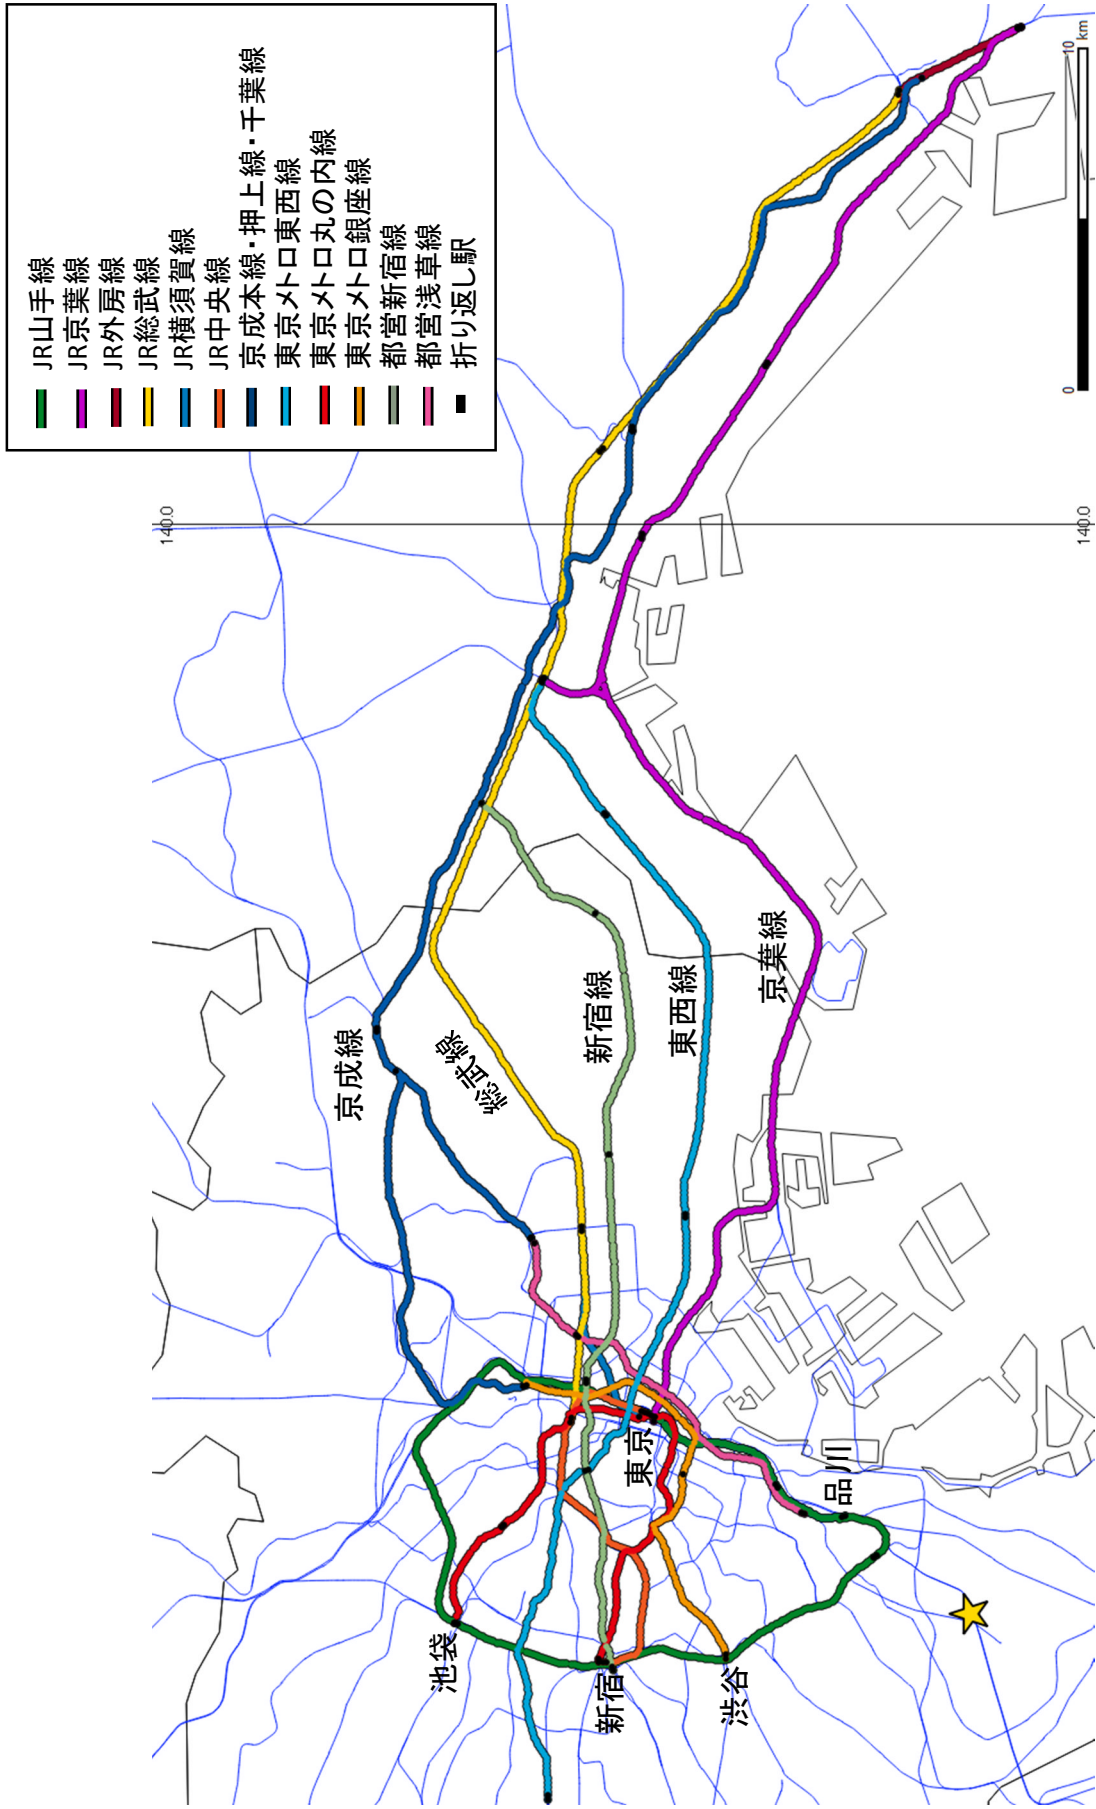 JR山手線
JR京葉線
JR外房線
JR総武線
JR横須賀線
JR中央線
京成本線・押上線・千葉線
東京メトロ東西線
東京メトロ丸の内線
東京メトロ銀座線
都営新宿線
都営浅草線
折り返し駅
140.0
140.0
0
10
km
京成線
総武線
新宿線
東西線
京葉線
池袋
新宿
渋谷
東京
品川